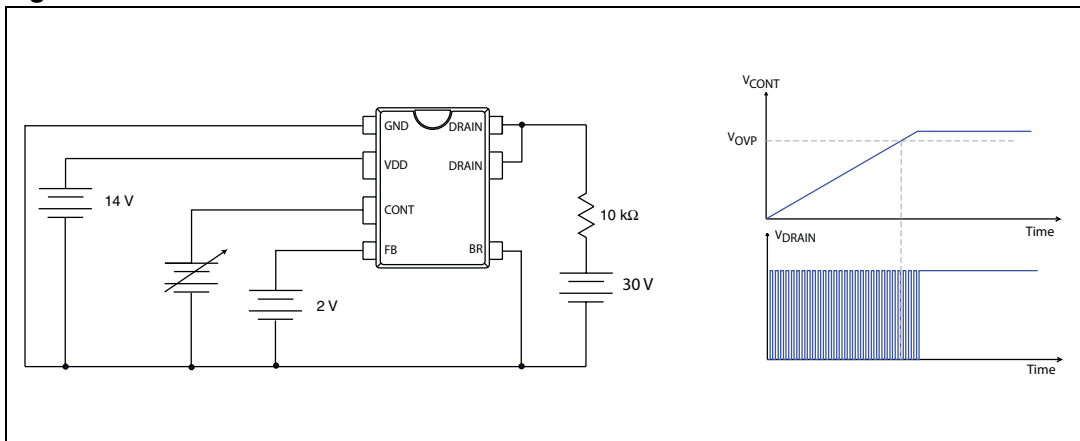 GND
DRAIN
VDD
DRAIN
CONT
FB
BR
14 V
2 V
10 kΩ
30 V
VCONT
VOVP
Time
VDRAIN
Time